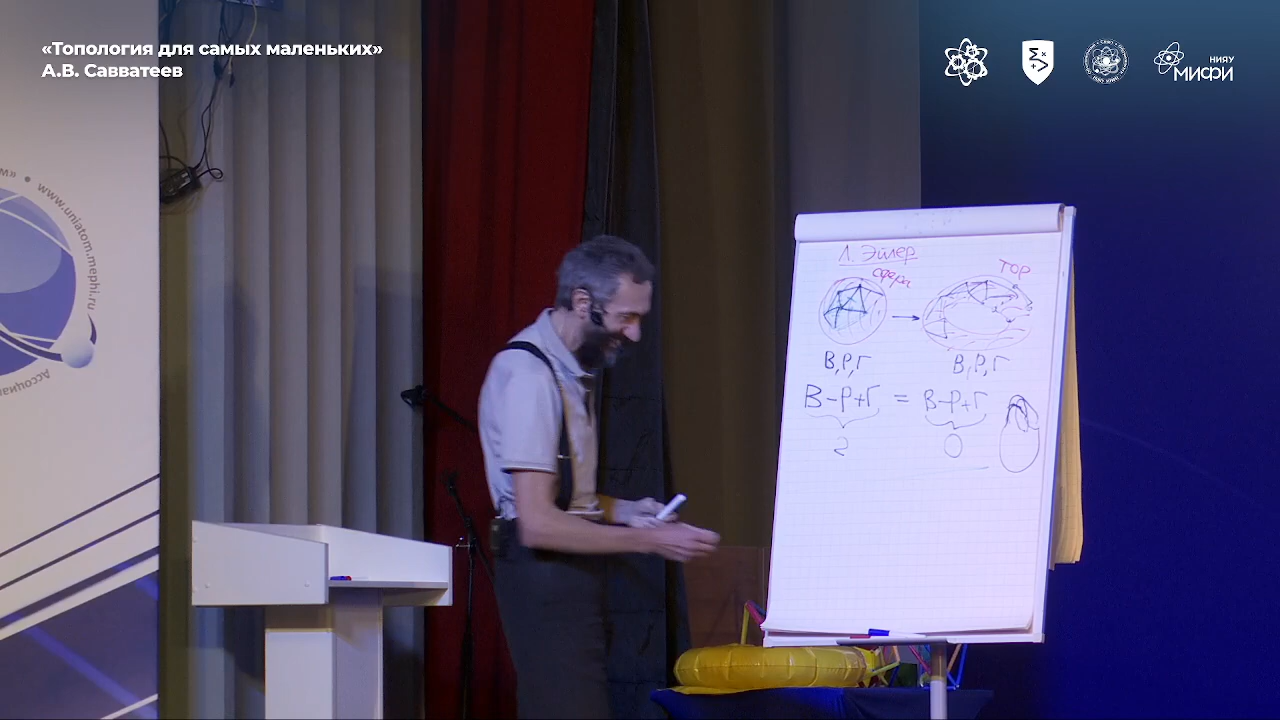 «Топология для самых маленьких»
А.В. Савватеев
НИЯУ
МИФИ
www.uniatom.mephi.ru
Л. Эйлер
сфера
тор
В,Р,Г
В,Р,Г
В-Р+Г = В-Р+Г
2
0